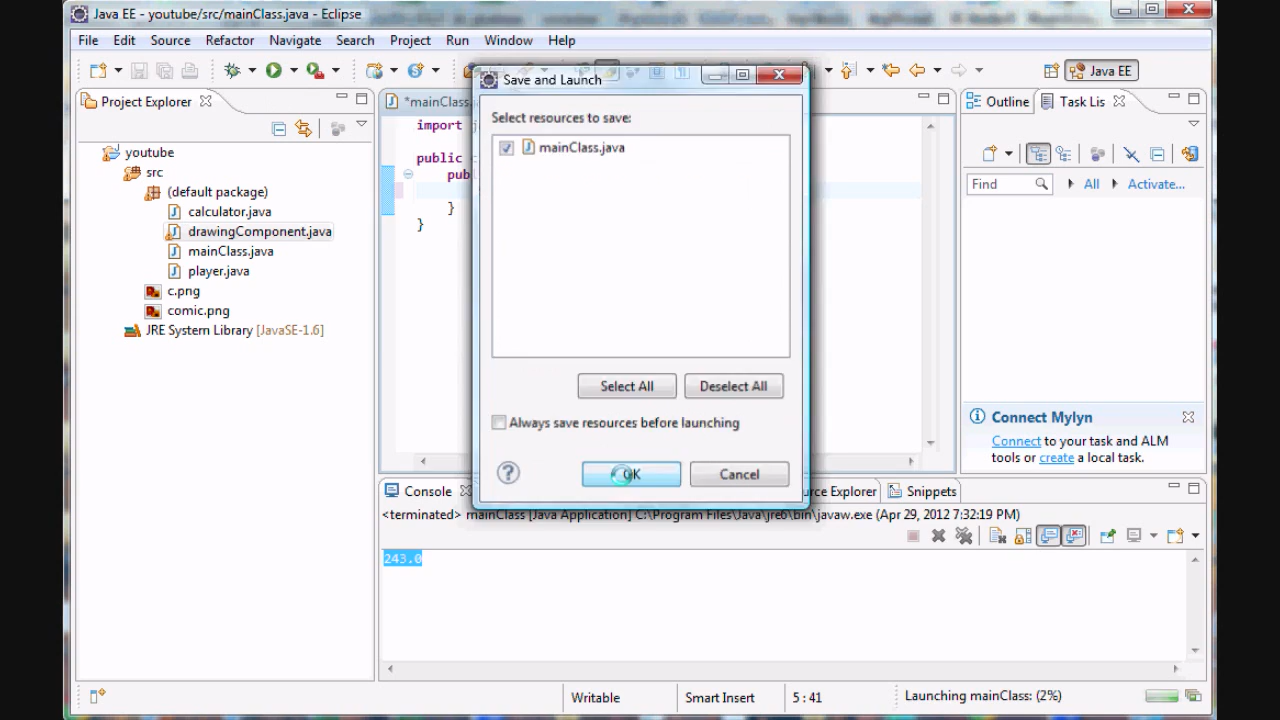 Java EE - youtube/src/mainClass.java - Eclipse
File Edit Source Refactor Navigate Search Project Run Window Help
Java EE
Save and Launch
Project Explorer
*mainClass.
Outline
Task Lis
Select resources to save:
mainClass.java
import
public
youtube
src
(default package)
calculator.java
drawingComponent.java
mainClass.java
player.java
c.png
comic.png
JRE System Library [JavaSE-1.6]
}
}
Find
All
Activate...
Select All
Deselect All
Always save resources before launching
OK
Cancel
Connect Mylyn
Connect to your task and ALM
tools or create a local task.
Console
Explorer
Snippets
<terminated> mainClass [Java Application] C:\Program Files\Java\jre6\bin\javaw.exe (Apr 29, 2012 7:32:19 PM)
243.0
Writable
Smart Insert
5 : 41
Launching mainClass: (2%)